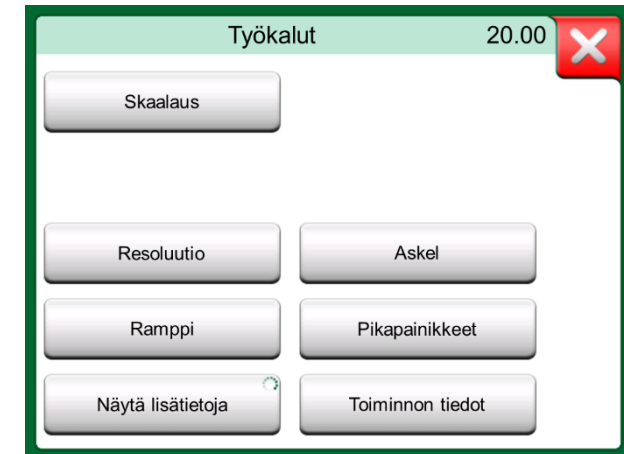 Työkalut 20.00
Skaalaus
Resoluutio Askel
Ramppi Pikapainikkeet
Näytä lisätietoja Toiminnon tiedot